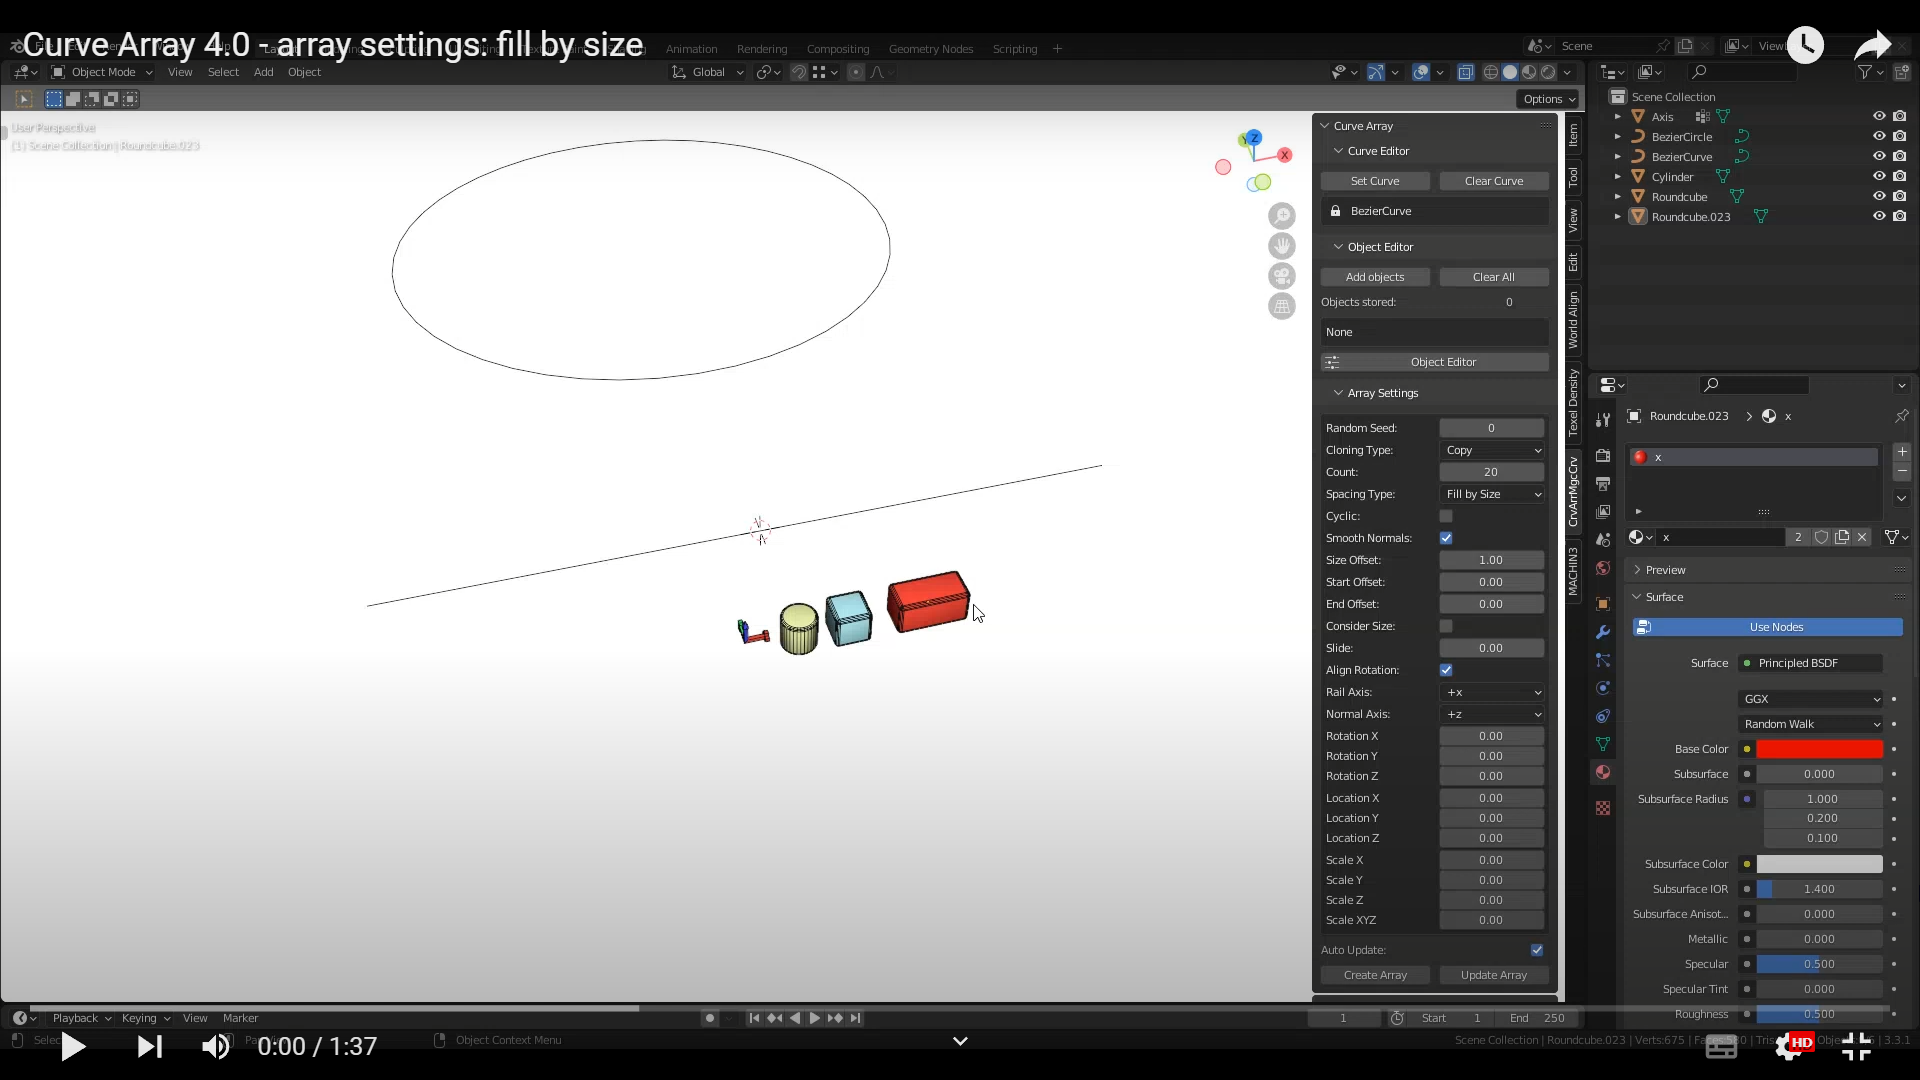 Curve Array 4.0 - array settings: fill by size
Animation
Rendering
Compositing
Geometry Nodes
Scripting
+
Scene
Object Mode
View
Select
Add
Object
Global
Options
User Perspective
(1) Scene Collection | Roundcube.023
Y
Z
X
Curve Array
Curve Editor
Set Curve
Clear Curve
BezierCurve
Object Editor
Add objects
Clear All
Objects stored: 0
None
Object Editor
Array Settings
Random Seed: 0
Cloning Type: Copy
Count: 20
Spacing Type: Fill by Size
Cyclic:
Smooth Normals:
Size Offset: 1.00
Start Offset: 0.00
End Offset: 0.00
Consider Size:
Slide: 0.00
Align Rotation:
Rail Axis: +x
Normal Axis: +z
Rotation X 0.00
Rotation Y 0.00
Rotation Z 0.00
Location X 0.00
Location Y 0.00
Location Z 0.00
Scale X 0.00
Scale Y 0.00
Scale Z 0.00
Scale XYZ 0.00
Auto Update:
Create Array
Update Array
Item
Tool
View
Edit
World Align
Texel Density
CrvArrMgcCrv
MACHIN3
Scene Collection
Axis
BezierCircle
BezierCurve
Cylinder
Roundcube
Roundcube.023
Roundcube.023 > x
x
x 2
Preview
Surface
Use Nodes
Surface Principled BSDF
GGX
Random Walk
Base Color
Subsurface 0.000
Subsurface Radius 1.000
0.200
0.100
Subsurface Color
Subsurface IOR 1.400
Subsurface Anisot... 0.000
Metallic 0.000
Specular 0.500
Specular Tint 0.000
Roughness 0.500
Playback
Keying
View
Marker
1
Start 1
End 250
0:00 / 1:37
Object Context Menu
Scene Collection | Roundcube.023 | Verts:675
3.3.1
HD